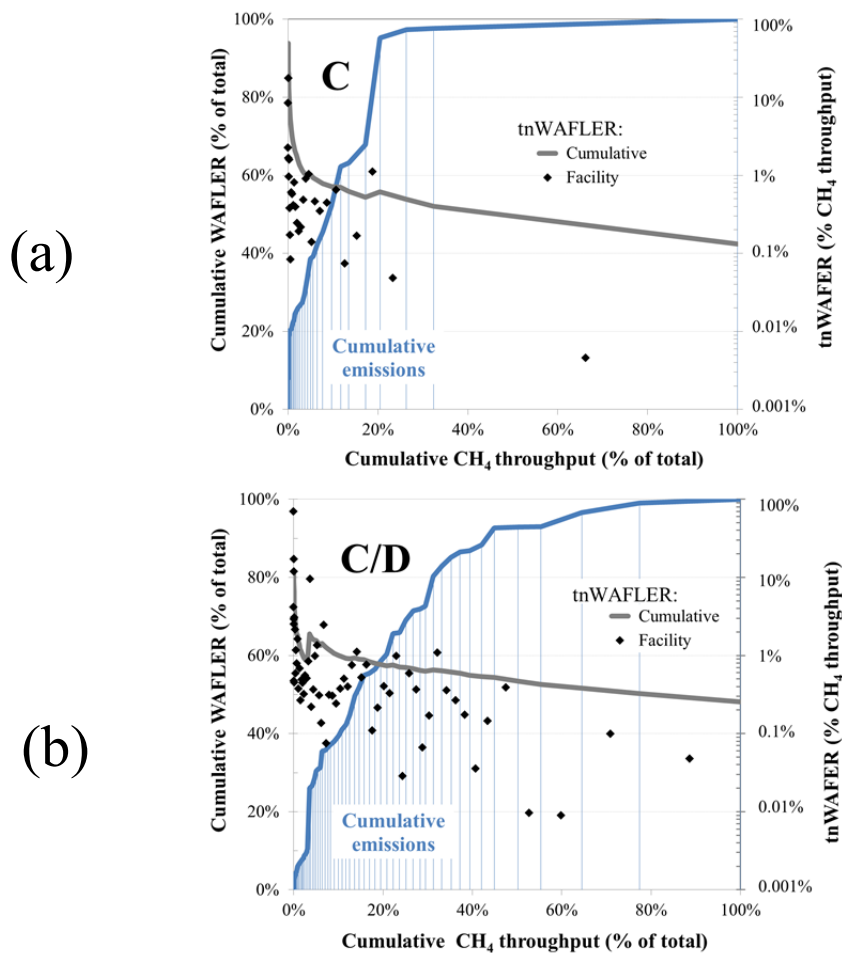 (a)
C
Cumulative WAFLER (% of total)
100%
80%
60%
40%
20%
0%
tnWAFLER:
Cumulative
Facility
Cumulative
emissions
100%
10%
1%
0.1%
0.01%
0.001%
tnWAFER (% CH4 throughput)
0%
20%
40%
60%
80%
100%
Cumulative CH4 throughput (% of total)
(b)
C/D
Cumulative WAFLER (% of total)
100%
80%
60%
40%
20%
0%
tnWAFLER:
Cumulative
Facility
Cumulative
emissions
100%
10%
1%
0.1%
0.01%
0.001%
tnWAFER (% CH4 throughput)
0%
20%
40%
60%
80%
100%
Cumulative CH4 throughput (% of total)